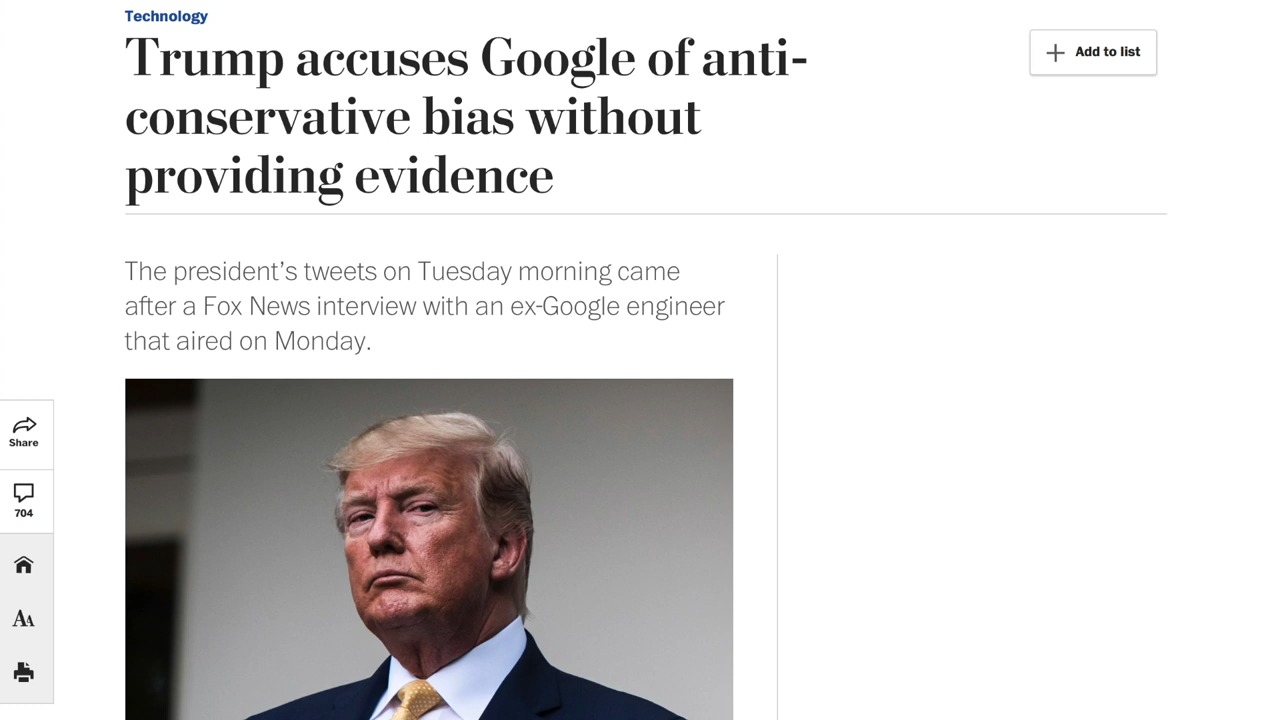 Technology
Trump accuses Google of anti-
conservative bias without
providing evidence
Add to list
The president’s tweets on Tuesday morning came
after a Fox News interview with an ex-Google engineer
that aired on Monday.
Share
704
AA